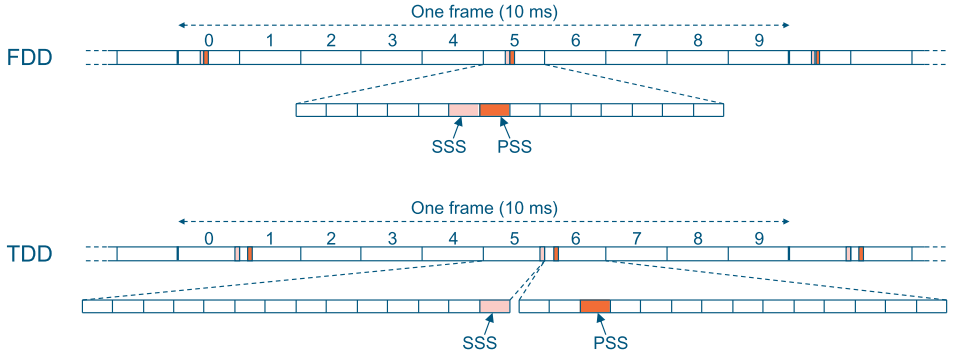 One frame (10 ms)
0 1 2 3 4 5 6 7 8 9
FDD
SSS PSS
One frame (10 ms)
0 1 2 3 4 5 6 7 8 9
TDD
SSS PSS